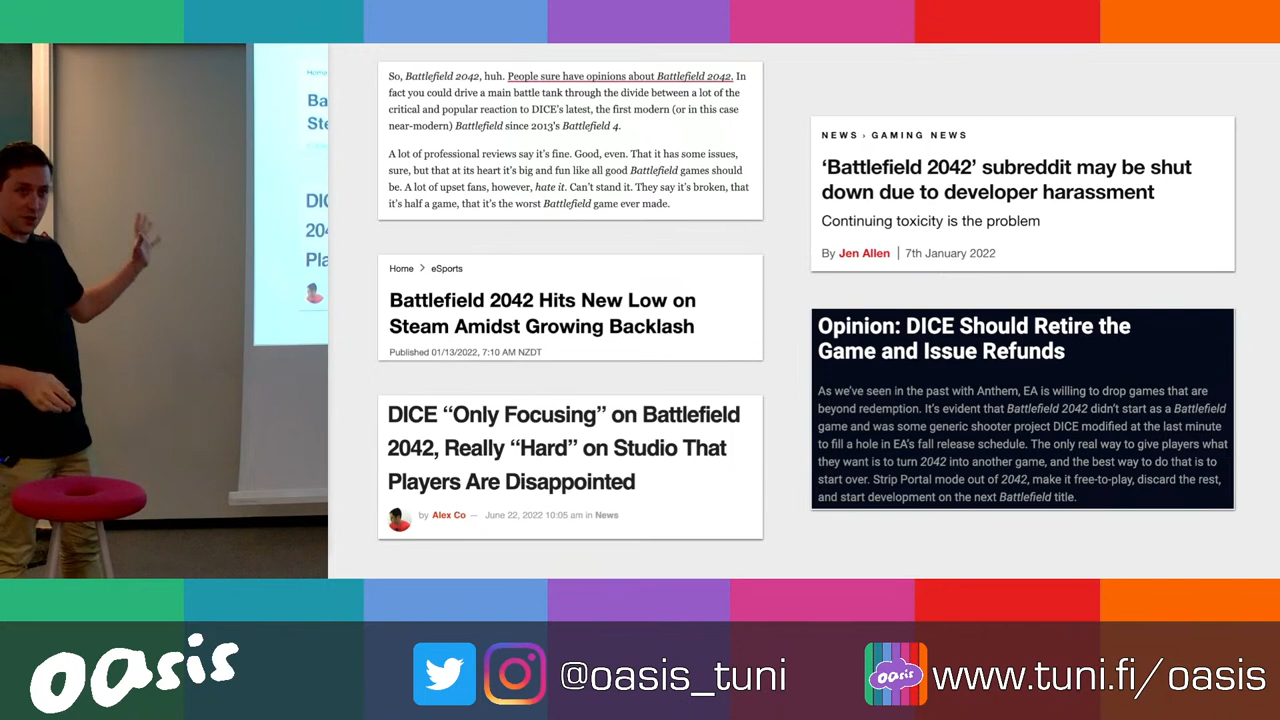 Home
Ba
Ste
DIC
204
Pla
So, Battlefield 2042, huh. People sure have opinions about Battlefield 2042. In
fact you could drive a main battle tank through the divide between a lot of the
critical and popular reaction to DICE's latest, the first modern (or in this case
near-modern) Battlefield since 2013's Battlefield 4.
A lot of professional reviews say it's fine. Good, even. That it has some issues,
sure, but that at its heart it's big and fun like all good Battlefield games should
be. A lot of upset fans, however, hate it. Can't stand it. They say it's broken, that
it's half a game, that it's the worst Battlefield game ever made.
Home > eSports
Battlefield 2042 Hits New Low on
Steam Amidst Growing Backlash
Published 01/13/2022, 7:10 AM NZDT
DICE “Only Focusing” on Battlefield
2042, Really “Hard” on Studio That
Players Are Disappointed
by Alex Co — June 22, 2022 10:05 am in News
NEWS › GAMING NEWS
‘Battlefield 2042’ subreddit may be shut
down due to developer harassment
Continuing toxicity is the problem
By Jen Allen | 7th January 2022
Opinion: DICE Should Retire the
Game and Issue Refunds
As we've seen in the past with Anthem, EA is willing to drop games that are
beyond redemption. It's evident that Battlefield 2042 didn't start as a Battlefield
game and was some generic shooter project DICE modified at the last minute
to fill a hole in EA's fall release schedule. The only real way to give players what
they want is to turn 2042 into another game, and the best way to do that is to
start over. Strip Portal mode out of 2042, make it free-to-play, discard the rest,
and start development on the next Battlefield title.
oasis
@oasis_tuni
oasis
www.tuni.fi/oasis